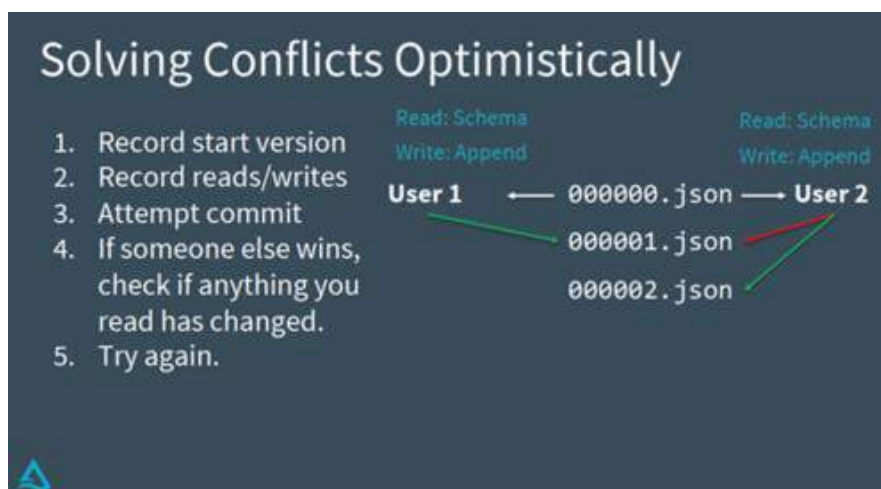 Solving Conflicts Optimistically
1. Record start version
2. Record reads/writes
3. Attempt commit
4. If someone else wins,
check if anything you
read has changed.
5. Try again.
Read: Schema
Write: Append
User 1
000000.json
000001.json
000002.json
Read: Schema
Write: Append
User 2